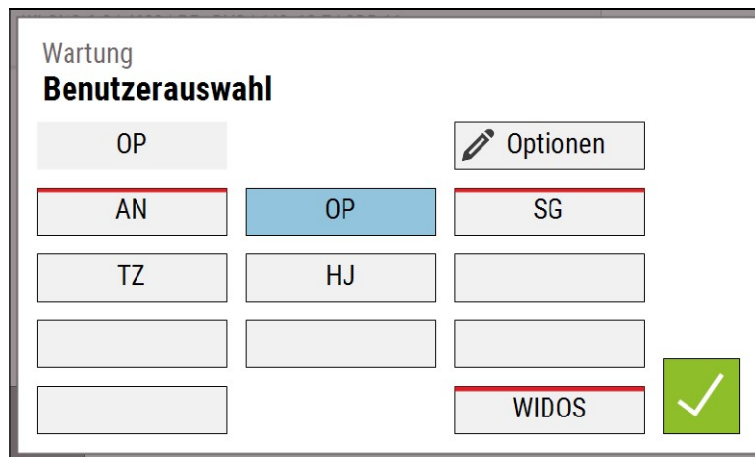 Wartung
Benutzerauswahl
OP
Optionen
AN
OP
SG
TZ
HJ
WIDOS